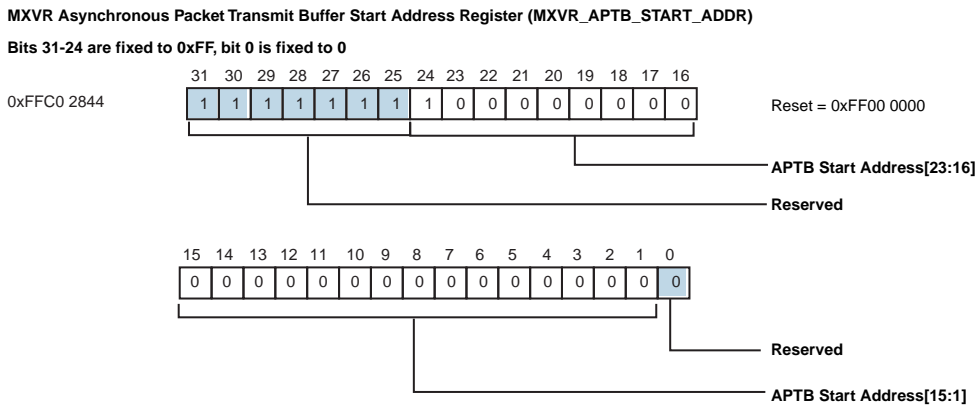 MXVR Asynchronous Packet Transmit Buffer Start Address Register (MXVR_APTB_START_ADDR)
Bits 31-24 are fixed to 0xFF, bit 0 is fixed to 0
31 30 29 28 27 26 25 24 23 22 21 20 19 18 17 16
0xFFC0 2844 1 1 1 1 1 1 1 1 0 0 0 0 0 0 0 0 Reset = 0xFF00 0000
APTB Start Address[23:16]
Reserved
15 14 13 12 11 10 9 8 7 6 5 4 3 2 1 0
0 0 0 0 0 0 0 0 0 0 0 0 0 0 0 0
Reserved
APTB Start Address[15:1]